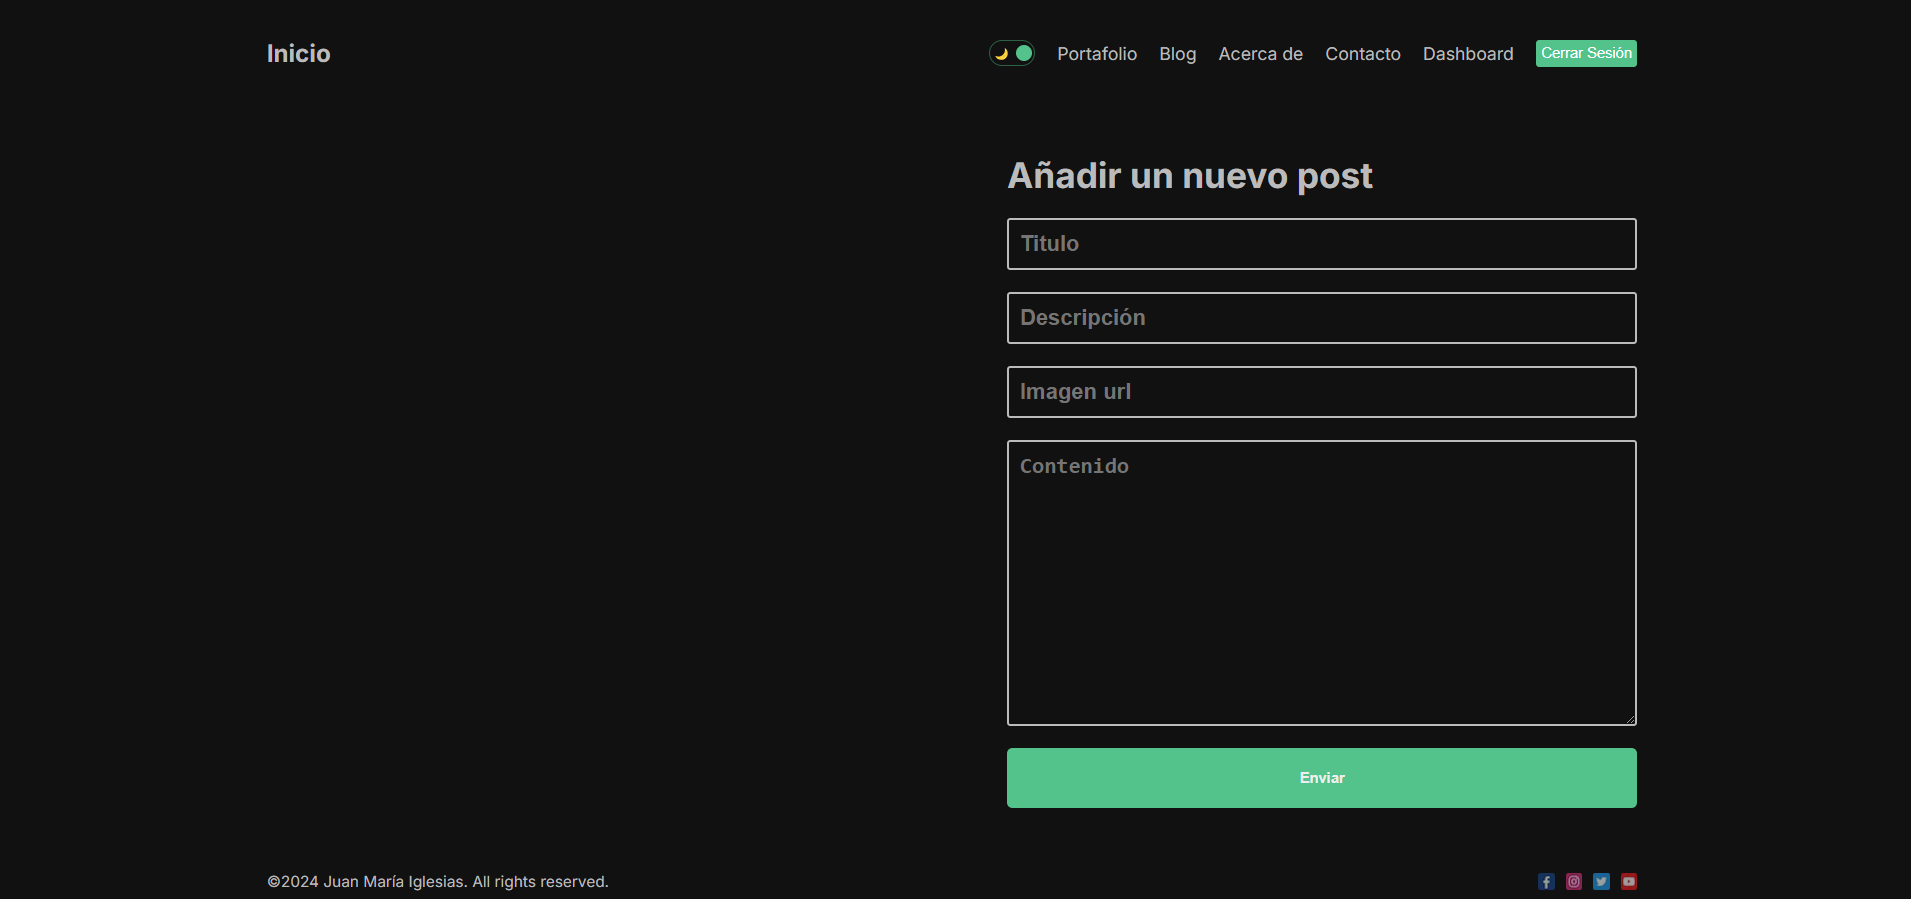 Inicio
Portafolio Blog Acerca de Contacto Dashboard Cerrar Sesión
Añadir un nuevo post
Titulo
Descripción
Imagen url
Contenido
Enviar
©2024 Juan María Iglesias. All rights reserved.